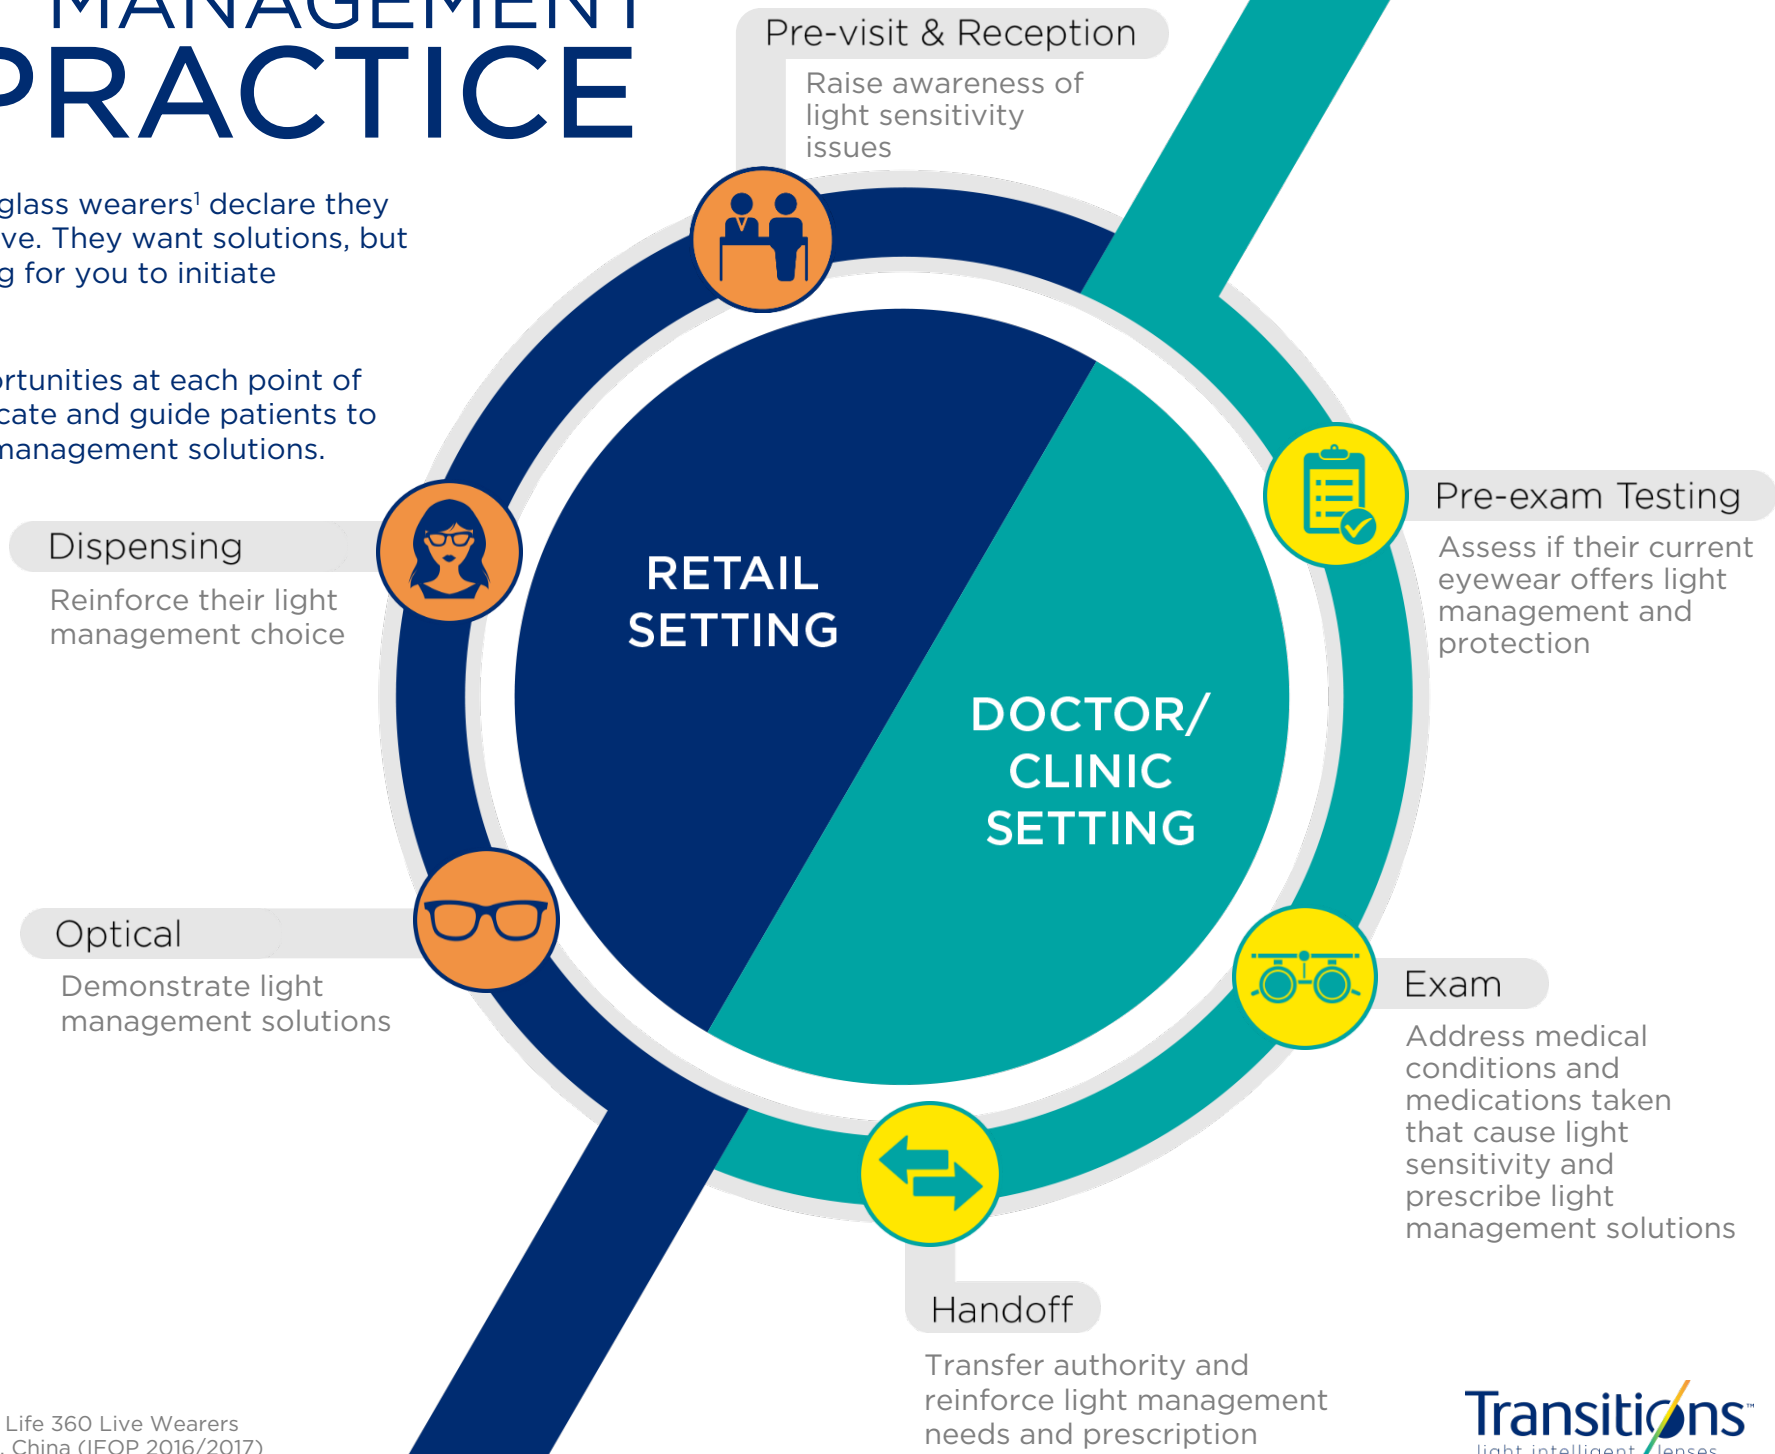 MANAGEMENT
PRACTICE
glass wearers¹ declare they
ve. They want solutions, but
g for you to initiate
ortunities at each point of
cate and guide patients to
management solutions.
Pre-visit & Reception
Raise awareness of
light sensitivity
issues
Pre-exam Testing
Assess if their current
eyewear offers light
management and
protection
Exam
Address medical
conditions and
medications taken
that cause light
sensitivity and
prescribe light
management solutions
Handoff
Transfer authority and
reinforce light management
needs and prescription
Optical
Demonstrate light
management solutions
Dispensing
Reinforce their light
management choice
RETAIL
SETTING
DOCTOR/
CLINIC
SETTING
Life 360 Live Wearers
, China (IFOP 2016/2017)
Transitions™
light intelligent lenses